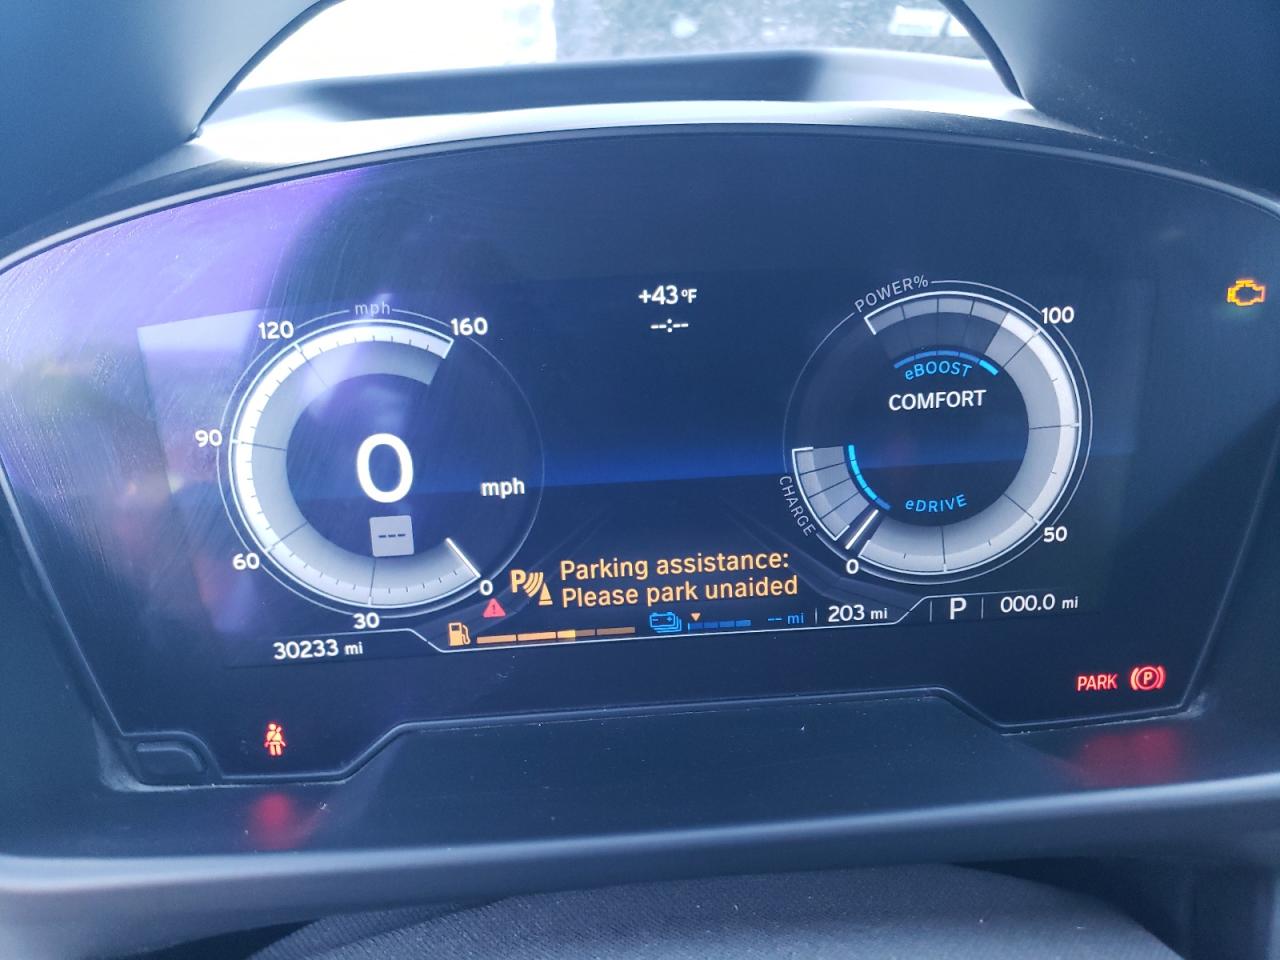 +43°F
--:--
mph
120
160
90
0
mph
---
60
0
30
POWER%
100
eBOOST
COMFORT
CHARGE
eDRIVE
50
0
Parking assistance:
Please park unaided
P
30233 mi
-- mi
203 mi
P
000.0 mi
PARK
P